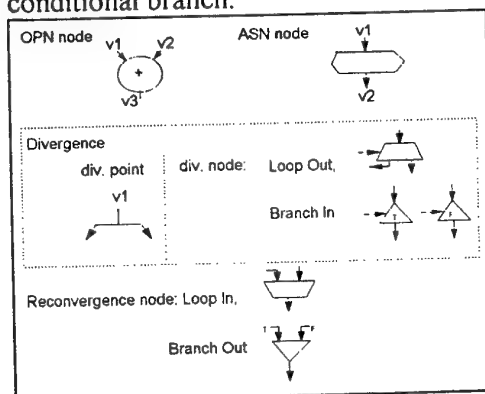 conditional branch.
OPN node
ASN node
v1
v2
+
v3
v1
v2
Divergence
div. point
v1
div. node:
Loop Out,
Branch In
T
F
Reconvergence node: Loop In,
T
F
Branch Out